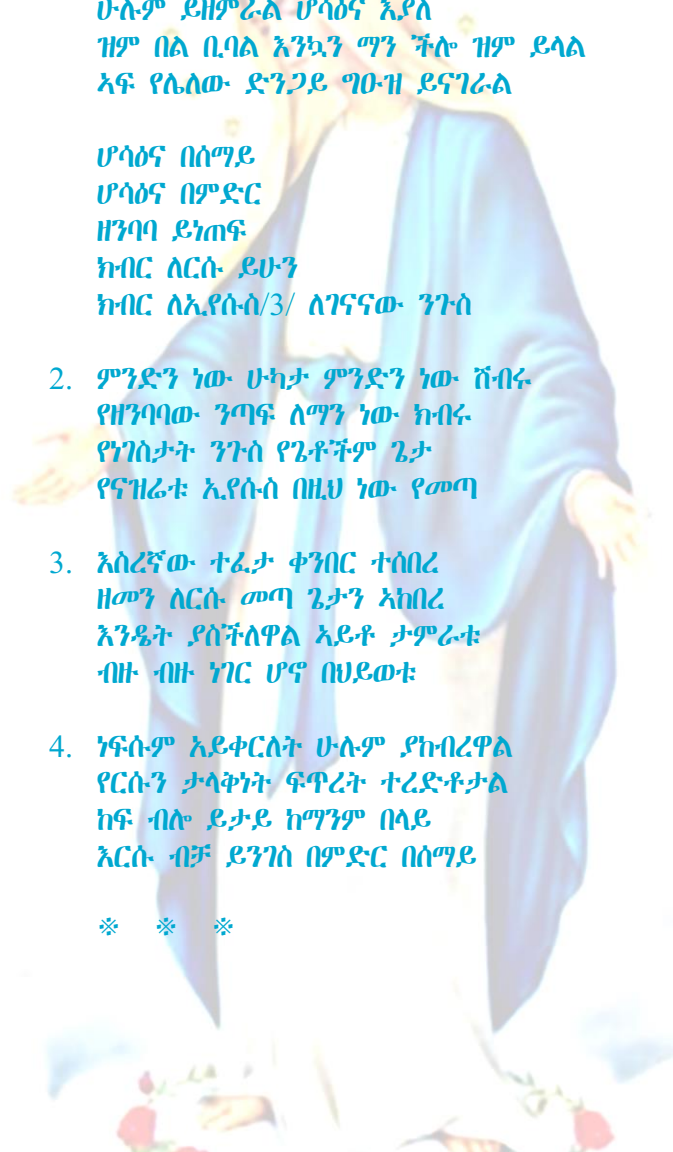 ሁሉም ይዘምራል ሆሳዕና እያለ
ዝም በል ቢባል እንኳን ማን ችሎ ዝም ይላል
ኣፍ የሌለው ድንጋይ ግዑዝ ይናገራል
ሆሳዕና በሰማይ
ሆሳዕና በምድር
ዘንባባ ይነጠፍ
ክብር ለርሱ ይሁን
ክብር ለኢየሱስ/3/ ለገናናው ንጉስ
2. ምንድን ነው ሁካታ ምንድን ነው ሽብሩ
የዘንባባው ንጣፍ ለማን ነው ክብሩ
የነገስታት ንጉስ የጌቶችም ጌታ
የናዝሬቱ ኢየሱስ በዚህ ነው የመጣ
3. እስረኛው ተፈታ ቀንበር ተሰበረ
ዘመን ለርሱ መጣ ጌታን ኣከበረ
እንዴት ያስችለዋል ኣይቶ ታምራቱ
ብዙ ብዙ ነገር ሆኖ በህይወቱ
4. ነፍሱም አይቀርለት ሁሉም ያከብረዋል
የርሱን ታላቅነት ፍጥረት ተረድቶታል
ከፍ ብሎ ይታይ ከማንም በላይ
እርሱ ብቻ ይንገስ በምድር በሰማይ
※ ※ ※